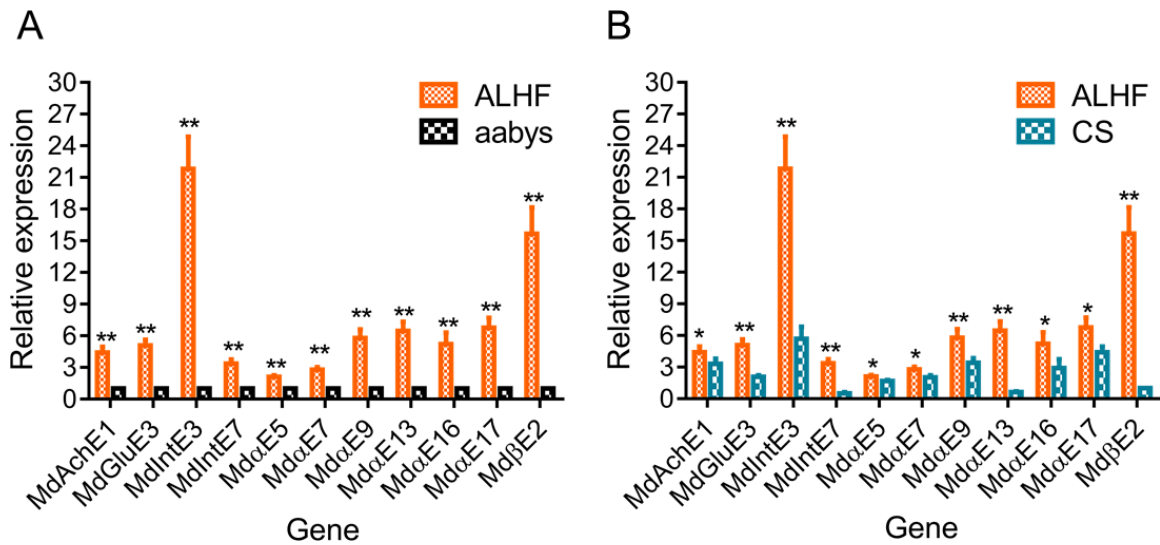 A
Relative expression
30
27
24
21
18
15
12
9
6
3
0
ALHF
aabys
**
**
**
**
**
**
**
**
**
**
**
MdAchE1
MdGluE3
MdIntE3
MdIntE7
MdαE5
MdαE7
MdαE9
MdαE13
MdαE16
MdαE17
MdβE2
Gene
B
Relative expression
30
27
24
21
18
15
12
9
6
3
0
ALHF
CS
*
**
**
**
*
*
**
**
*
*
**
MdAchE1
MdGluE3
MdIntE3
MdIntE7
MdαE5
MdαE7
MdαE9
MdαE13
MdαE16
MdαE17
MdβE2
Gene